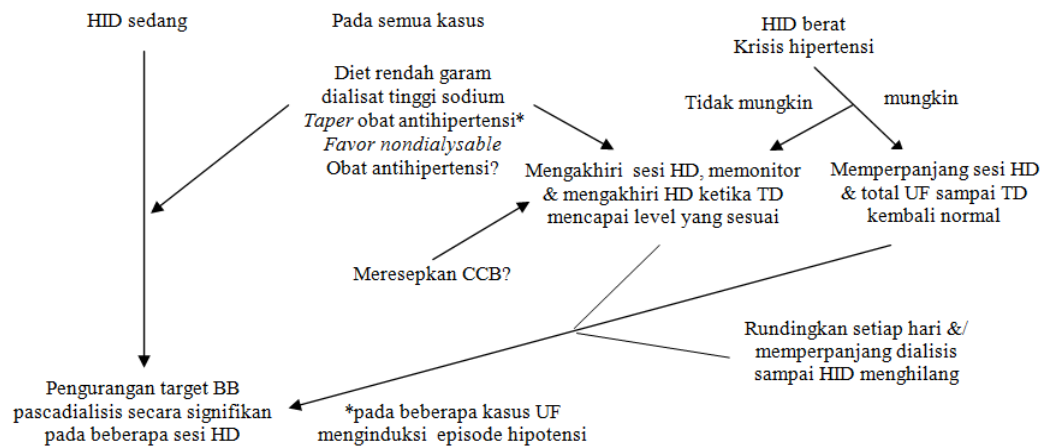 HID sedang
Pada semua kasus
HID berat
Krisis hipertensi
Diet rendah garam
dialisat tinggi sodium
Taper obat antihipertensi*
Favor nondialysable
Obat antihipertensi?
Tidak mungkin
mungkin
Mengakhiri sesi HD, memonitor
& mengakhiri HD ketika TD
mencapai level yang sesuai
Memperpanjang sesi HD
& total UF sampai TD
kembali normal
Meresepkan CCB?
Rundingkan setiap hari &/
memperpanjang dialisis
sampai HID menghilang
Pengurangan target BB
pascadialisis secara signifikan
pada beberapa sesi HD
*pada beberapa kasus UF
menginduksi episode hipotensi